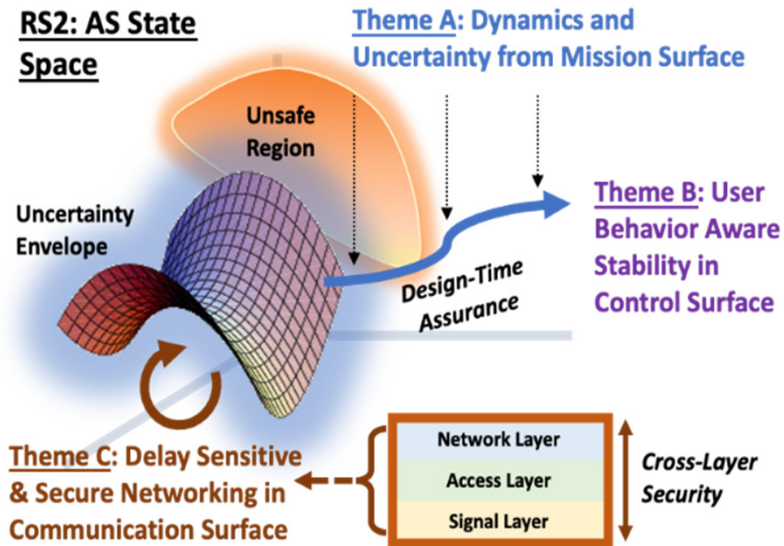 RS2: AS State
Space
Theme A: Dynamics and
Uncertainty from Mission Surface
Unsafe
Region
Uncertainty
Envelope
Theme B: User
Behavior Aware
Stability in
Control Surface
Design-Time
Assurance
Theme C: Delay Sensitive
& Secure Networking in
Communication Surface
Network Layer
Access Layer
Signal Layer
Cross-Layer
Security